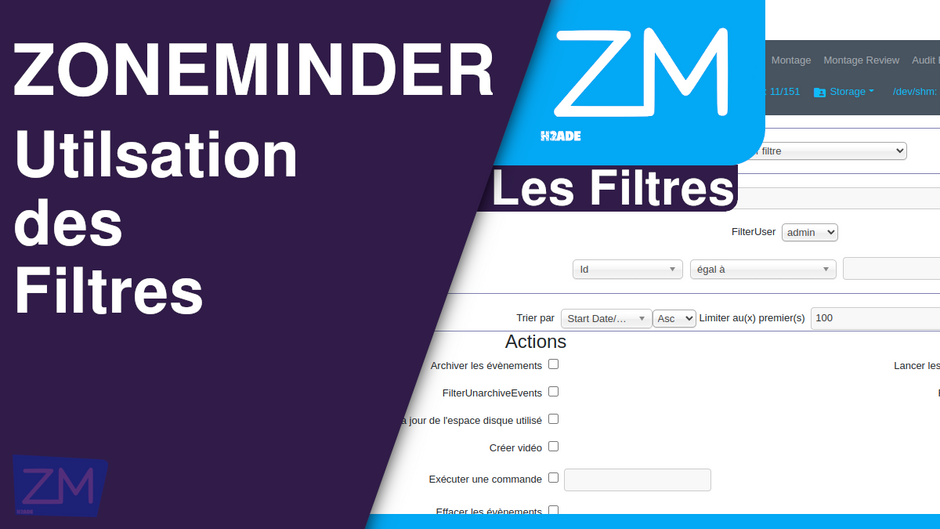 ZONEMINDER
Utilsation
des
Filtres
ZM
H2ADE
Les Filtres
Montage Montage Review Audit
: 11/151 Storage /dev/shm:
filtre
FilterUser admin
Id égal à
Trier par Start Date/... Asc Limiter au(x) premier(s) 100
Actions
Archiver les évènements Lancer les
FilterUnarchiveEvents
à jour de l'espace disque utilisé
Créer vidéo
Exécuter une commande
Effacer les évènements
ZM
H2ADE